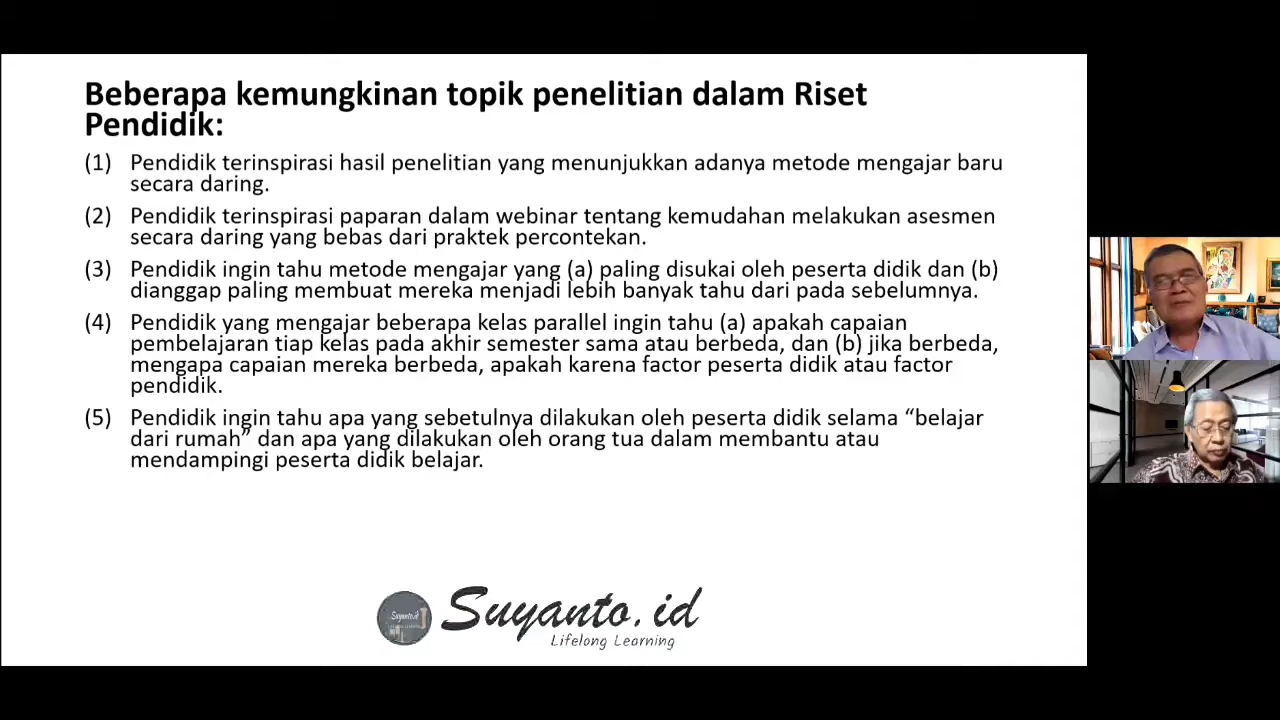 Beberapa kemungkinan topik penelitian dalam Riset
Pendidik:
(1) Pendidik terinspirasi hasil penelitian yang menunjukkan adanya metode mengajar baru
secara daring.
(2) Pendidik terinspirasi paparan dalam webinar tentang kemudahan melakukan asesmen
secara daring yang bebas dari praktek percontekan.
(3) Pendidik ingin tahu metode mengajar yang (a) paling disukai oleh peserta didik dan (b)
dianggap paling membuat mereka menjadi lebih banyak tahu dari pada sebelumnya.
(4) Pendidik yang mengajar beberapa kelas parallel ingin tahu (a) apakah capaian
pembelajaran tiap kelas pada akhir semester sama atau berbeda, dan (b) jika berbeda,
mengapa capaian mereka berbeda, apakah karena factor peserta didik atau factor
pendidik.
(5) Pendidik ingin tahu apa yang sebetulnya dilakukan oleh peserta didik selama “belajar
dari rumah” dan apa yang dilakukan oleh orang tua dalam membantu atau
mendampingi peserta didik belajar.
Suyanto.id
Suyanto.id
Lifelong Learning